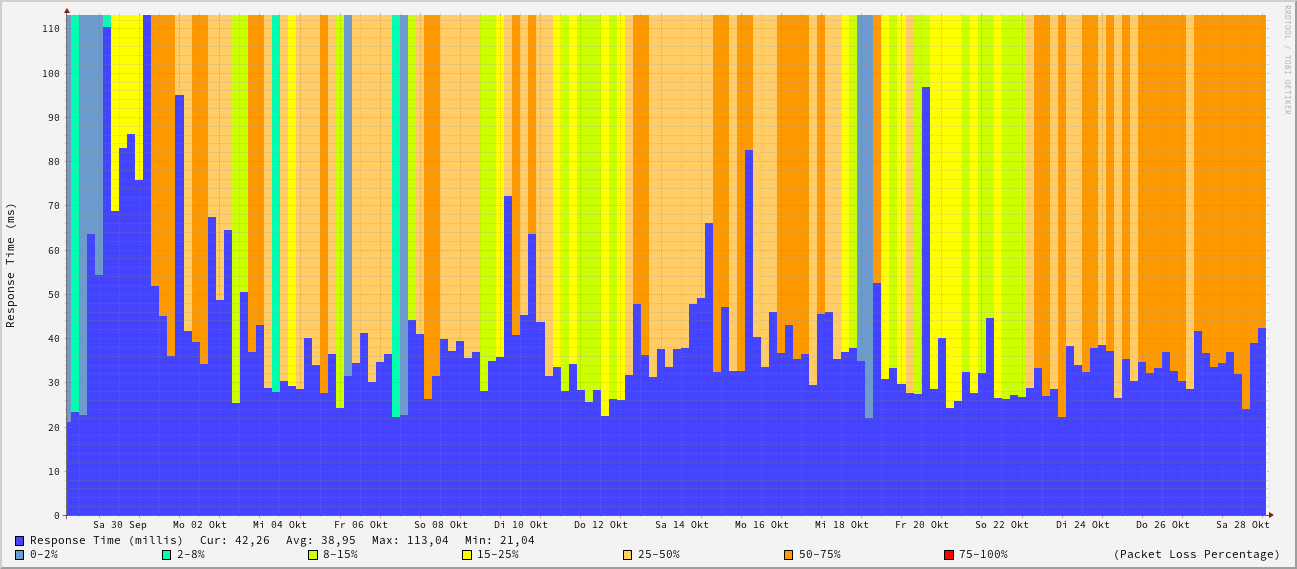 110
100
90
80
70
60
50
40
30
20
10
0
Response Time (ms)
RRDTOOL / TOBI OETIKER
Sa 30 Sep Mo 02 Okt Mi 04 Okt Fr 06 Okt So 08 Okt Di 10 Okt Do 12 Okt Sa 14 Okt Mo 16 Okt Mi 18 Okt Fr 20 Okt So 22 Okt Di 24 Okt Do 26 Okt Sa 28 Okt
Response Time (millis) Cur: 42,26 Avg: 38,95 Max: 113,04 Min: 21,04
0-2% 2-8% 8-15% 15-25% 25-50% 50-75% 75-100% (Packet Loss Percentage)